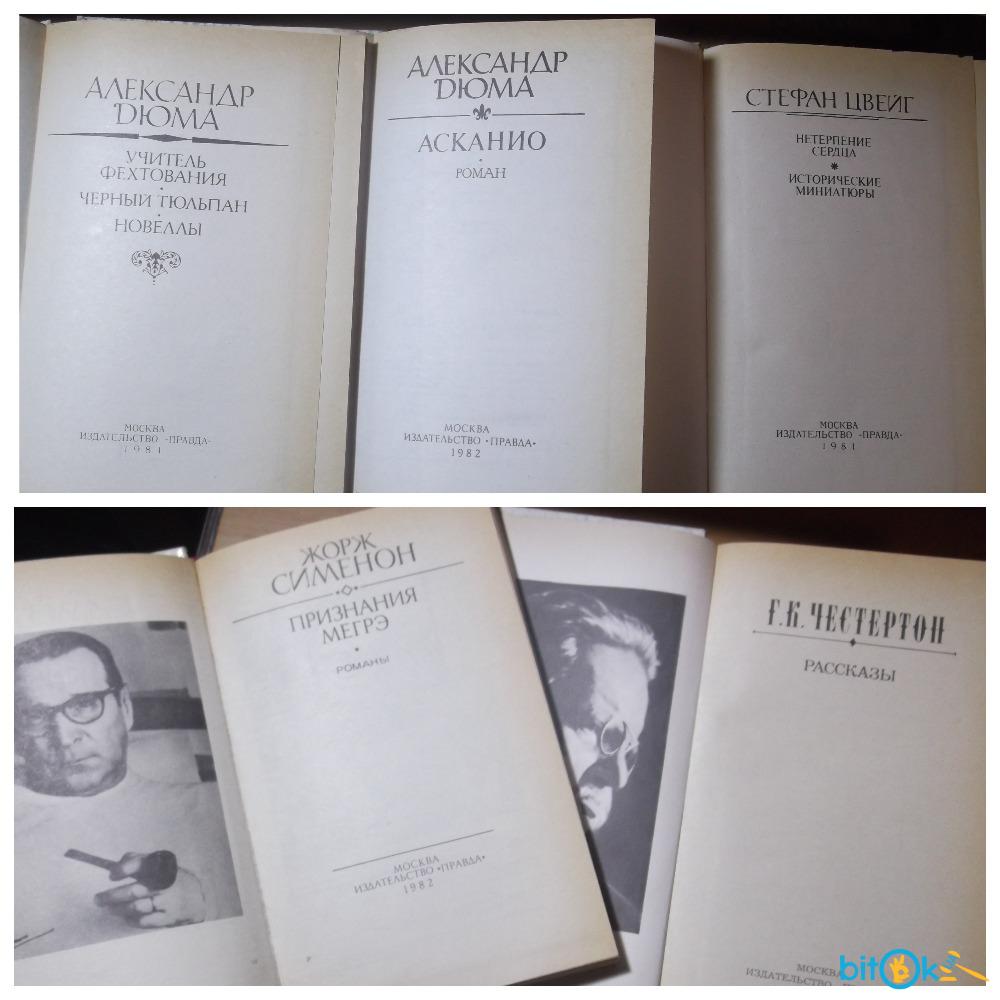 АЛЕКСАНДР
ДЮМА
УЧИТЕЛЬ
ФЕХТОВАНИЯ
ЧЕРНЫЙ ТЮЛЬПАН
НОВЕЛЛЫ
МОСКВА
ИЗДАТЕЛЬСТВО «ПРАВДА»
1981
АЛЕКСАНДР
ДЮМА
АСКАНИО
РОМАН
МОСКВА
ИЗДАТЕЛЬСТВО «ПРАВДА»
1982
СТЕФАН ЦВЕЙГ
НЕТЕРПЕНИЕ
СЕРДЦА
ИСТОРИЧЕСКИЕ
МИНИАТЮРЫ
МОСКВА
ИЗДАТЕЛЬСТВО «ПРАВДА»
1981
ЖОРЖ
СИМЕНОН
ПРИЗНАНИЯ
МЕГРЭ
РОМАНЫ
МОСКВА
ИЗДАТЕЛЬСТВО «ПРАВДА»
1982
Г.К. ЧЕСТЕРТОН
РАССКАЗЫ
МОСКВА
ИЗДАТЕЛЬСТВО
bitOk